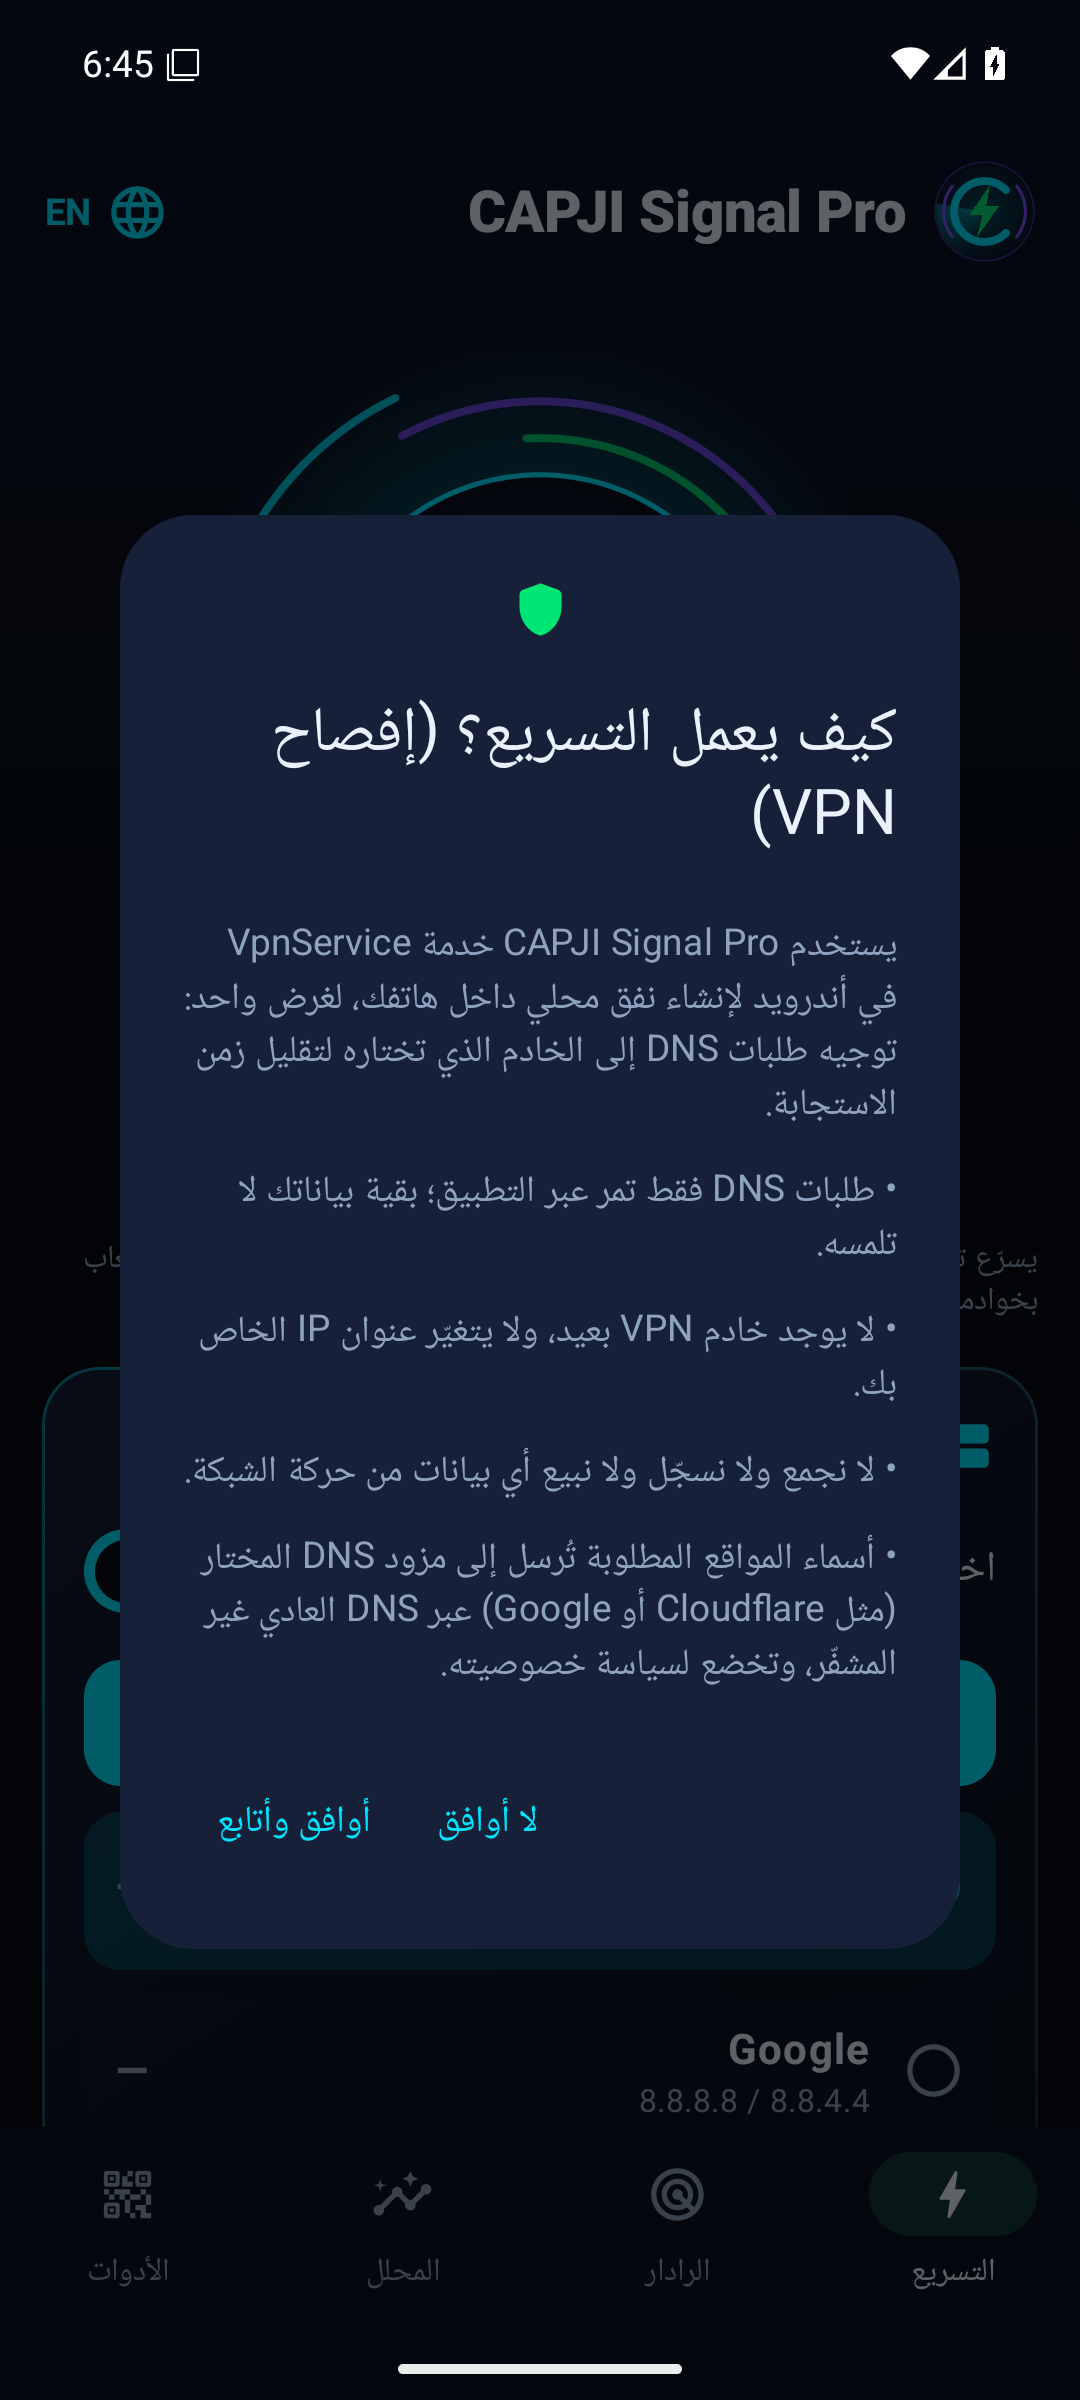 6:45
CAPJI Signal Pro
EN
كيف يعمل التسريع؟ (إفصاح
VPN)
يستخدم CAPJI Signal Pro خدمة VpnService
في أندرويد لإنشاء نفق محلي داخل هاتفك، لغرض واحد:
توجيه طلبات DNS إلى الخادم الذي تختاره لتقليل زمن
الاستجابة.
• طلبات DNS فقط تمر عبر التطبيق؛ بقية بياناتك لا
تلمسه.
يسرّع
بخوادم
• لا يوجد خادم VPN بعيد، ولا يتغيّر عنوان IP الخاص
بك.
• لا نجمع ولا نسجّل ولا نبيع أي بيانات من حركة الشبكة.
• أسماء المواقع المطلوبة تُرسل إلى مزود DNS المختار
(مثل Cloudflare أو Google) عبر DNS العادي غير
المشفّر، وتخضع لسياسة خصوصيته.
لا أوافق
أوافق وأتابع
Google
8.8.8.8 / 8.8.4.4
التسريع
الرادار
المحلل
الأدوات